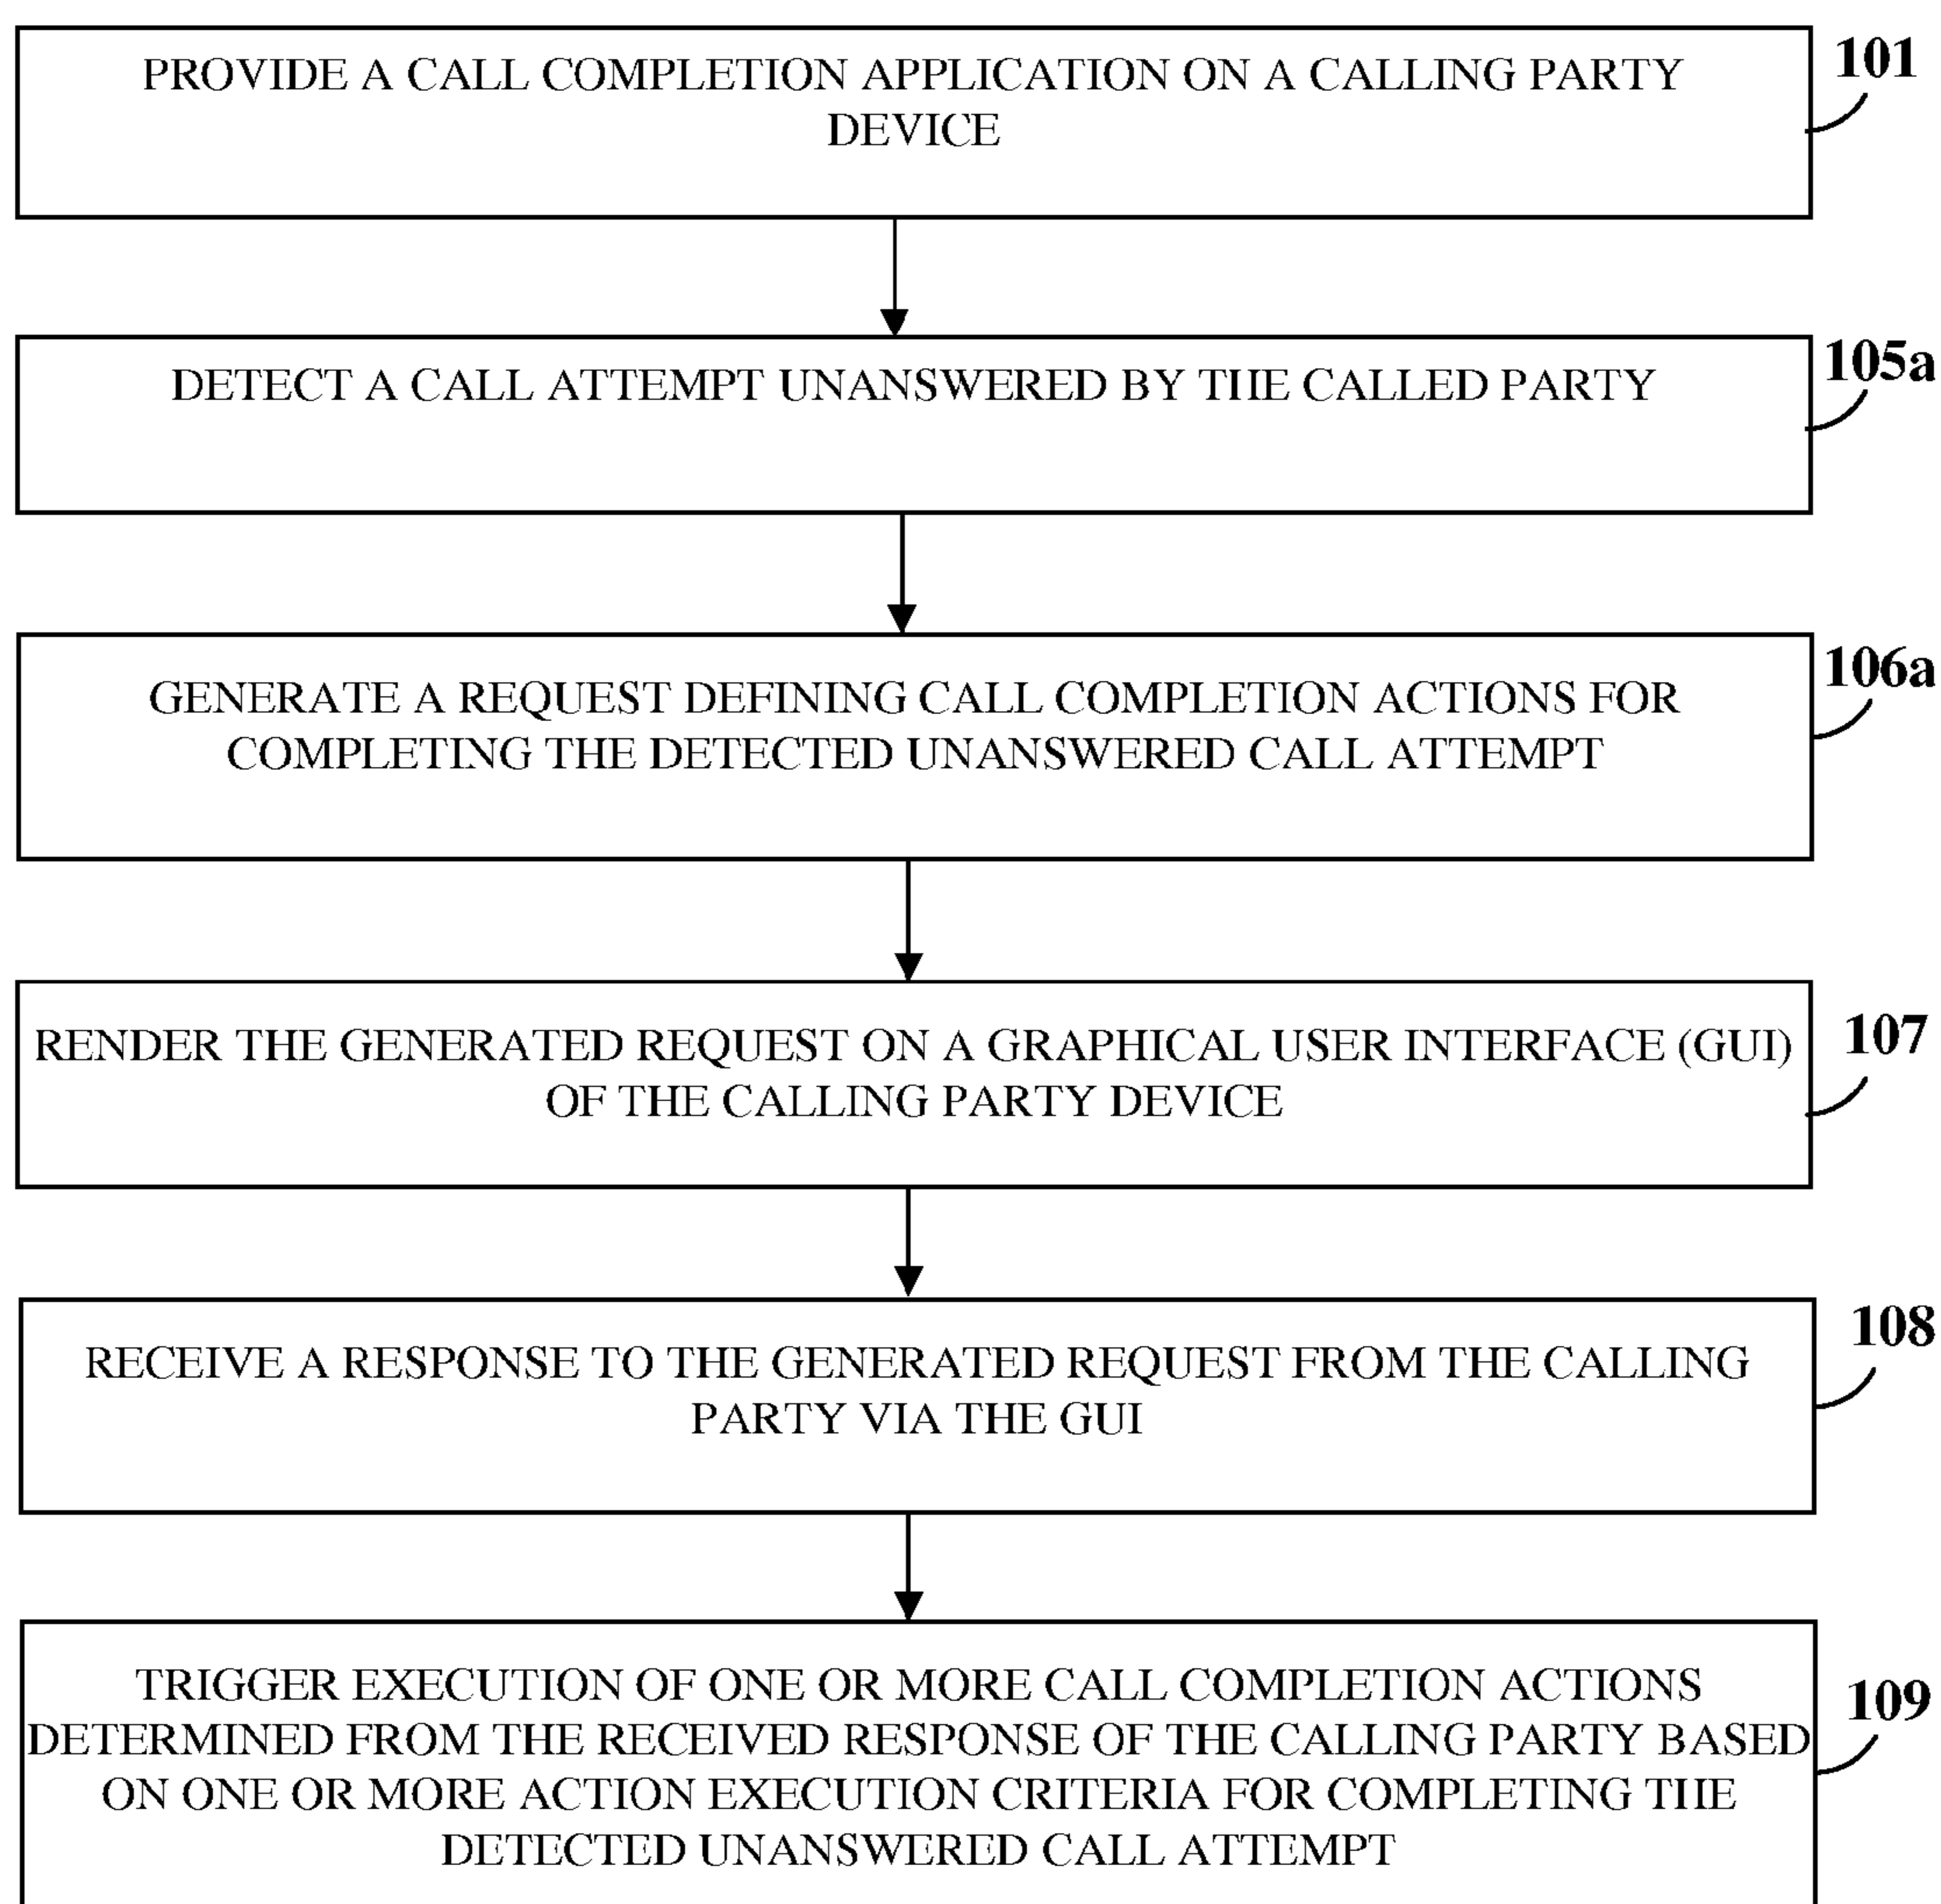 PROVIDE A CALL COMPLETION APPLICATION ON A CALLING PARTY
DEVICE
101
DETECT A CALL ATTEMPT UNANSWERED BY THE CALLED PARTY
105a
GENERATE A REQUEST DEFINING CALL COMPLETION ACTIONS FOR
COMPLETING THE DETECTED UNANSWERED CALL ATTEMPT
106a
RENDER THE GENERATED REQUEST ON A GRAPHICAL USER INTERFACE (GUI)
OF THE CALLING PARTY DEVICE
107
RECEIVE A RESPONSE TO THE GENERATED REQUEST FROM THE CALLING
PARTY VIA THE GUI
108
TRIGGER EXECUTION OF ONE OR MORE CALL COMPLETION ACTIONS
DETERMINED FROM THE RECEIVED RESPONSE OF THE CALLING PARTY BASED
ON ONE OR MORE ACTION EXECUTION CRITERIA FOR COMPLETING THE
DETECTED UNANSWERED CALL ATTEMPT
109